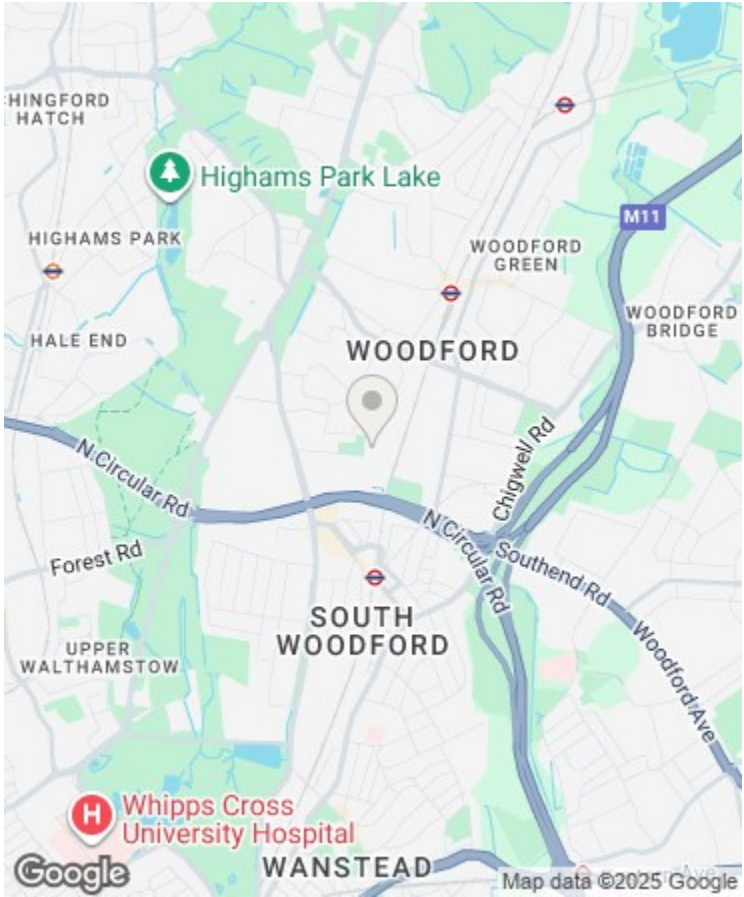 CHINGFORD
HATCH
Highams Park Lake
M11
HIGHAMS PARK
WOODFORD
GREEN
WOODFORD
BRIDGE
HALE END
WOODFORD
Chigwell Rd
N Circular Rd
N Circular Rd
Southend Rd
Forest Rd
SOUTH
WOODFORD
UPPER
WALTHAMSTOW
Woodford Ave
H
Whipps Cross
University Hospital
WANSTEAD
Google
Map data ©2025 Google